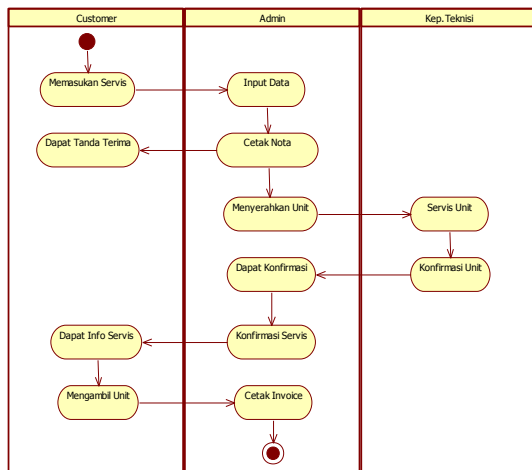 Customer
Admin
Kep. Teknisi
Memasukan Servis
Input Data
Dapat Tanda Terima
Cetak Nota
Menyerahkan Unit
Servis Unit
Dapat Konfirmasi
Konfirmasi Unit
Dapat Info Servis
Konfirmasi Servis
Mengambil Unit
Cetak Invoice